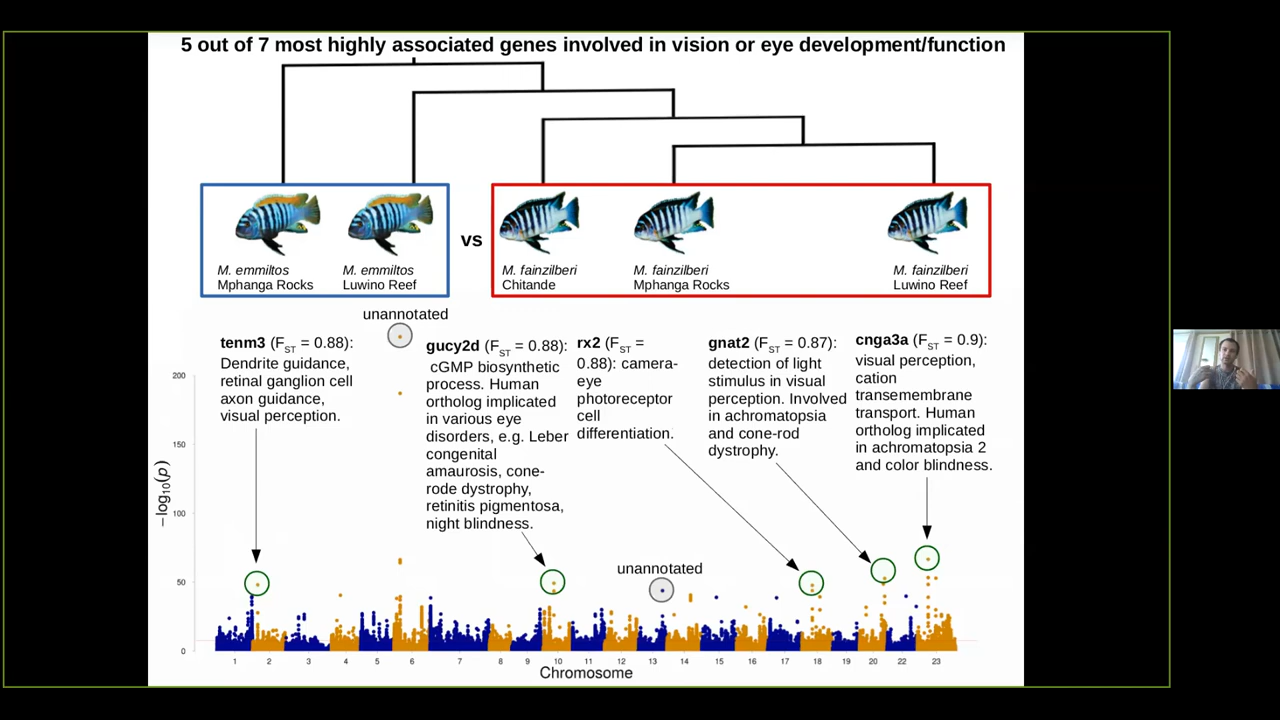 5 out of 7 most highly associated genes involved in vision or eye development/function
M. emmiltos
Mphanga Rocks
M. emmiltos
Luwino Reef
vs
M. fainzilberi
Chitande
M. fainzilberi
Mphanga Rocks
M. fainzilberi
Luwino Reef
unannotated
tenm3 (FST = 0.88):
Dendrite guidance,
retinal ganglion cell
axon guidance,
visual perception.
gucy2d (FST = 0.88):
cGMP biosynthetic
process. Human
ortholog implicated
in various eye
disorders, e.g. Leber
congenital
amaurosis, cone-
rode dystrophy,
retinitis pigmentosa,
night blindness.
rx2 (FST =
0.88): camera-
eye
photoreceptor
cell
differentiation.
gnat2 (FST = 0.87):
detection of light
stimulus in visual
perception. Involved
in achromatopsia
and cone-rod
dystrophy.
cnga3a (FST = 0.9):
visual perception,
cation
transemembrane
transport. Human
ortholog implicated
in achromatopsia 2
and color blindness.
unannotated
−log10(p)
200
150
100
50
0
1 2 3 4 5 6 7 8 9 10 11 12 13 14 15 16 17 18 19 20 22 23
Chromosome